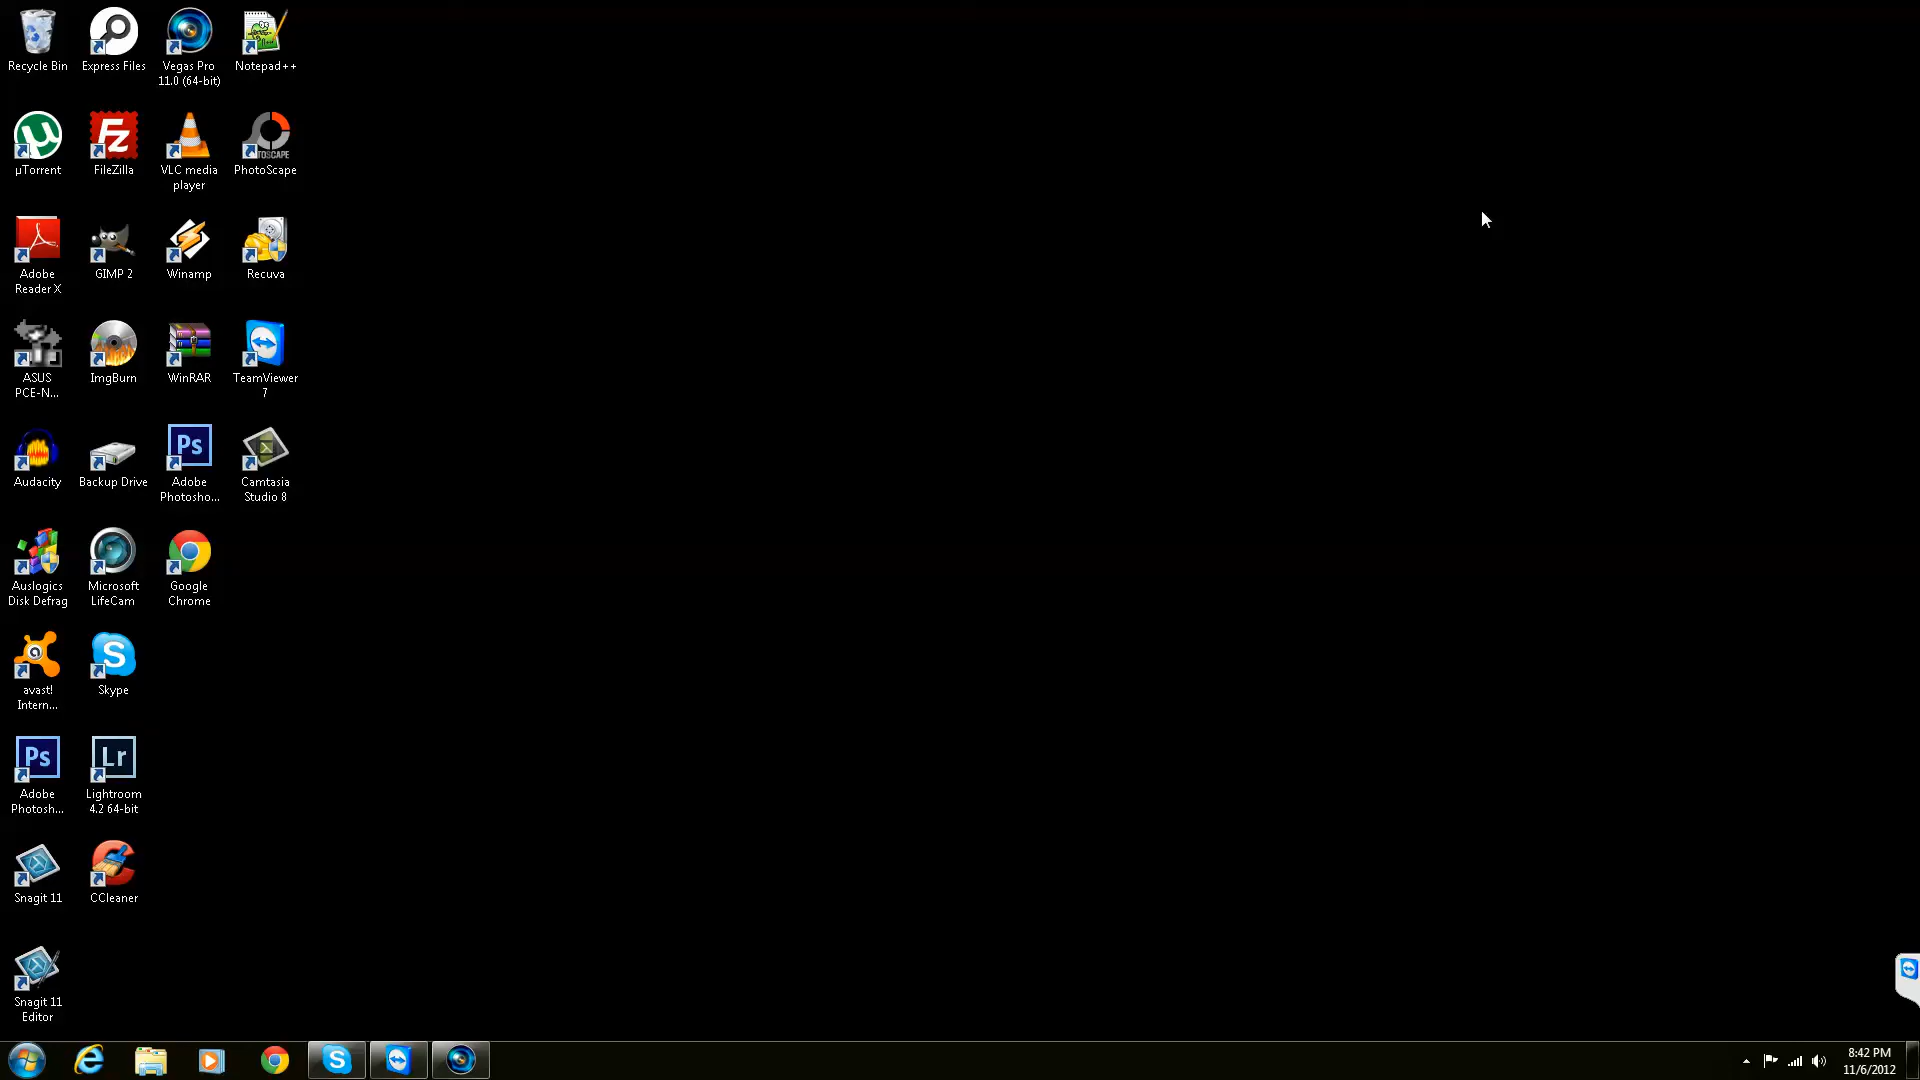 Recycle Bin
Express Files
Vegas Pro
11.0 (64-bit)
Notepad++
µTorrent
FileZilla
VLC media
player
PhotoScape
Adobe
Reader X
GIMP 2
Winamp
Recuva
ASUS
PCE-N...
ImgBurn
WinRAR
TeamViewer
7
Audacity
Backup Drive
Ps
Adobe
Photosho...
Camtasia
Studio 8
Auslogics
Disk Defrag
Microsoft
LifeCam
Google
Chrome
avast!
Intern...
Skype
Ps
Adobe
Photosh...
Lr
Lightroom
4.2 64-bit
Snagit 11
CCleaner
Snagit 11
Editor
8:42 PM
11/6/2012